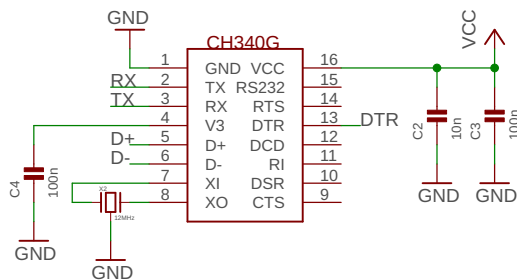 GND
CH340G
VCC
1 GND VCC 16
RX 2 TX RS232 15
TX 3 RX RTS 14
4 V3 DTR 13 DTR
D+ 5 D+ DCD 12
D- 6 D- RI 11
7 XI DSR 10
8 XO CTS 9
C2 10n
C3 100n
C4 100n
X2
12MHz
GND
GND
GND
GND